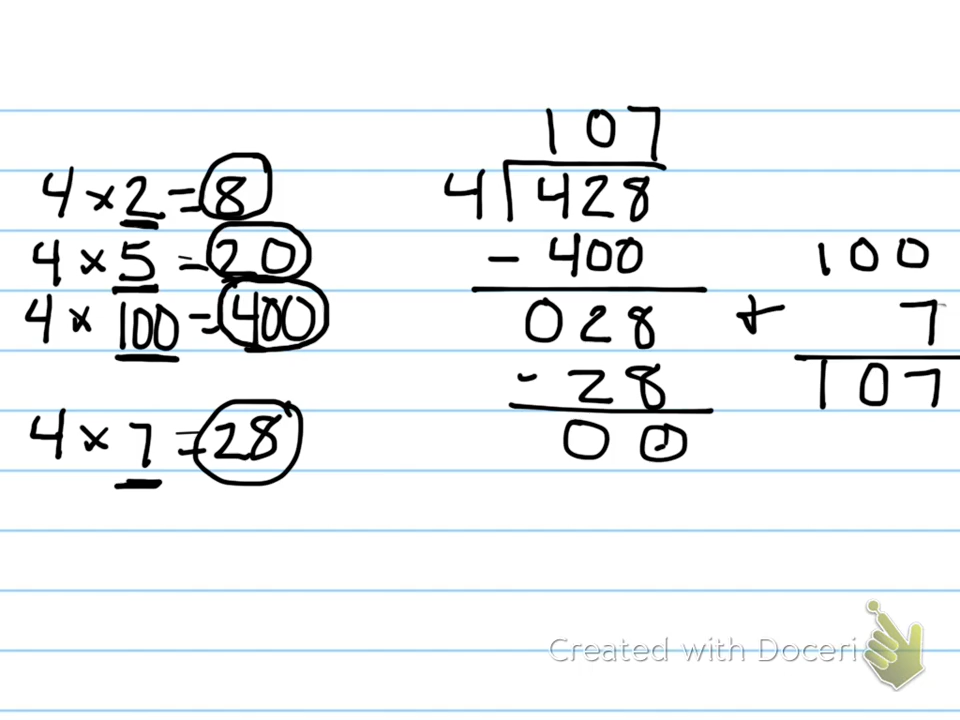 4 × 2 = 8
4 × 5 = 20
4 × 100 = 400
4 × 7 = 28
107
4 ) 428
- 400
028
- 28
00
100
+ 7
107
Created with Doceri